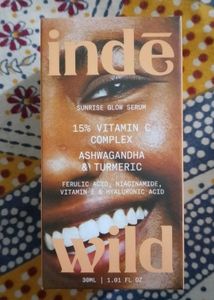 indē
SUNRISE GLOW SERUM
15% VITAMIN C
COMPLEX
ASHWAGANDHA
& TURMERIC
FERULIC ACID, NIACINAMIDE,
VITAMIN E & HYALURONIC ACID
wild
30ML | 1.01 FL OZ